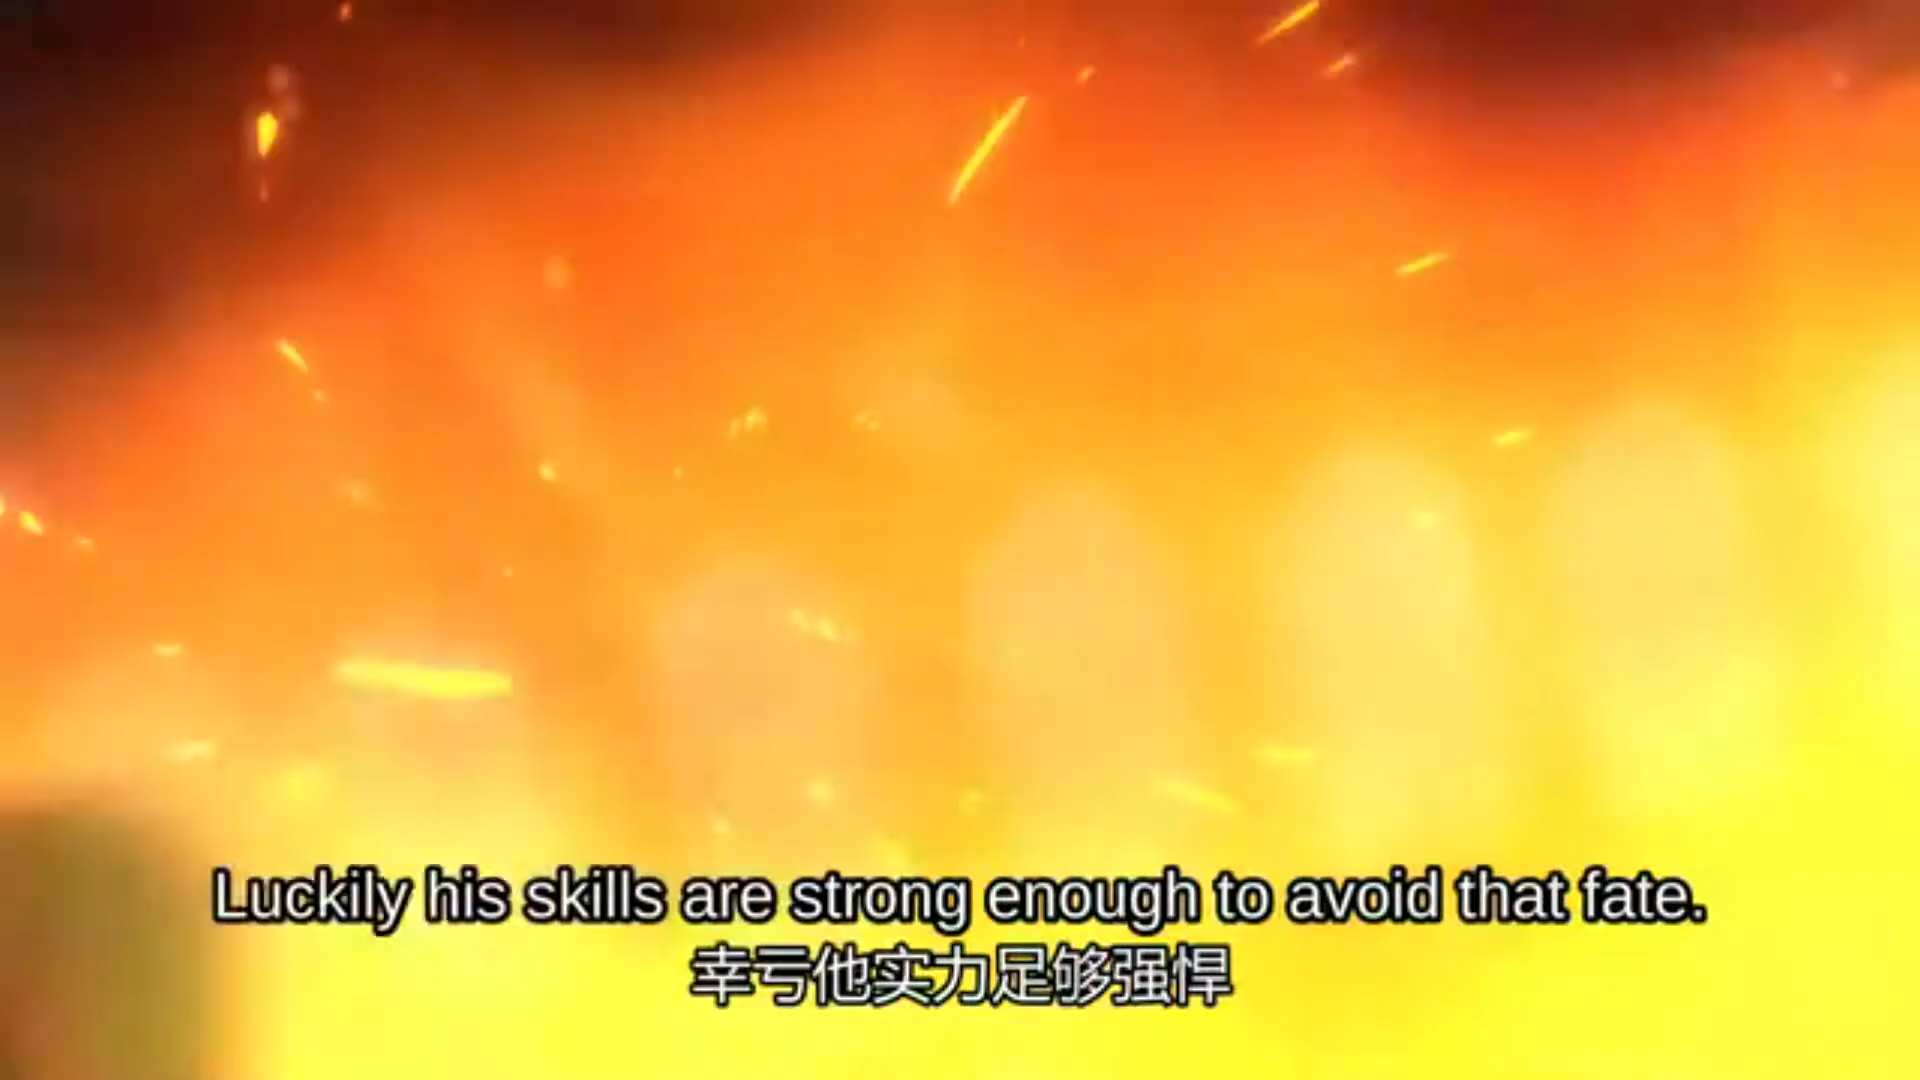 Luckily his skills are strong enough to avoid that fate.
幸亏他实力足够强悍